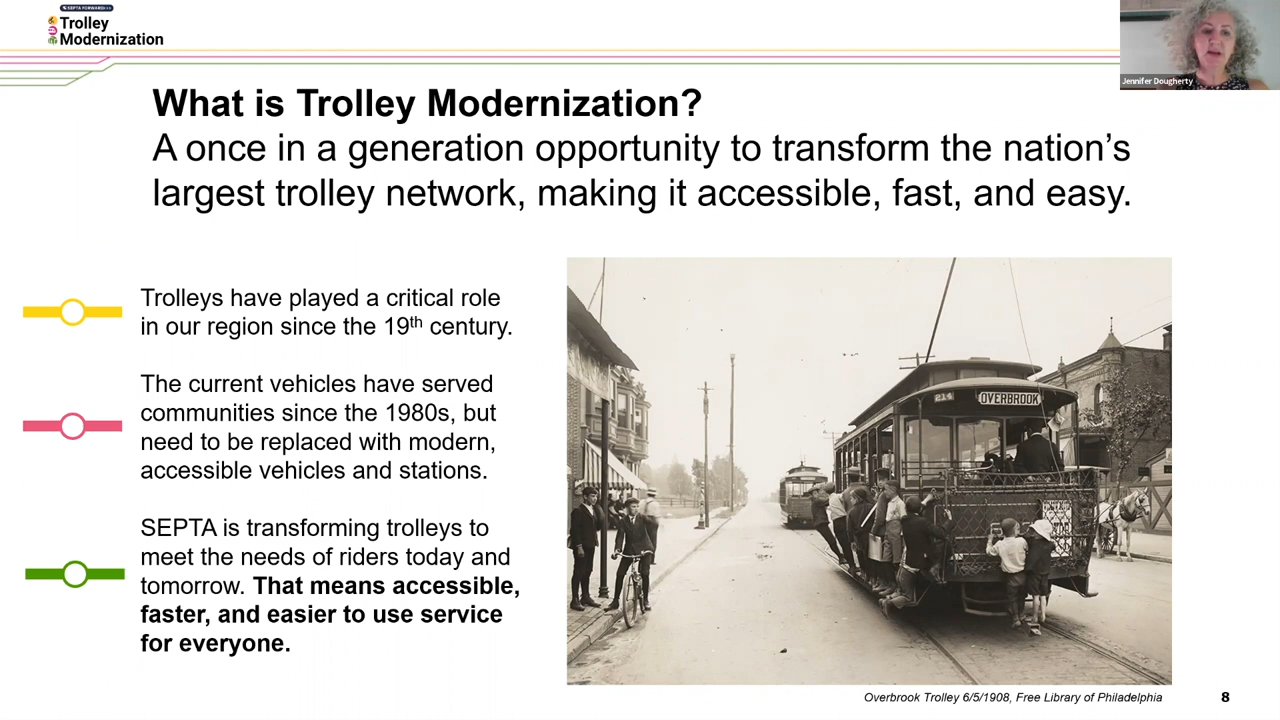 SEPTA FORWARD
Trolley
Modernization
Jennifer Dougherty
What is Trolley Modernization?
A once in a generation opportunity to transform the nation’s
largest trolley network, making it accessible, fast, and easy.
Trolleys have played a critical role
in our region since the 19th century.
The current vehicles have served
communities since the 1980s, but
need to be replaced with modern,
accessible vehicles and stations.
SEPTA is transforming trolleys to
meet the needs of riders today and
tomorrow. That means accessible,
faster, and easier to use service
for everyone.
214
OVERBROOK
Overbrook Trolley 6/5/1908, Free Library of Philadelphia
8